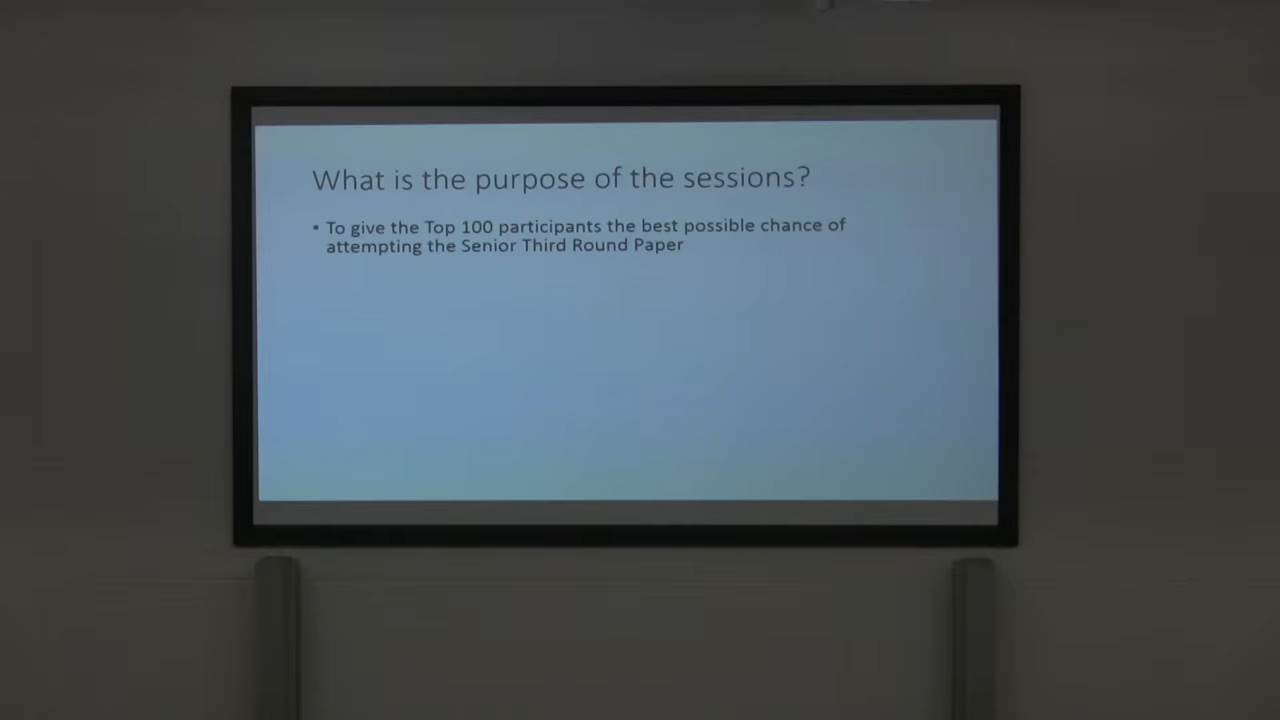 What is the purpose of the sessions?
• To give the Top 100 participants the best possible chance of
attempting the Senior Third Round Paper